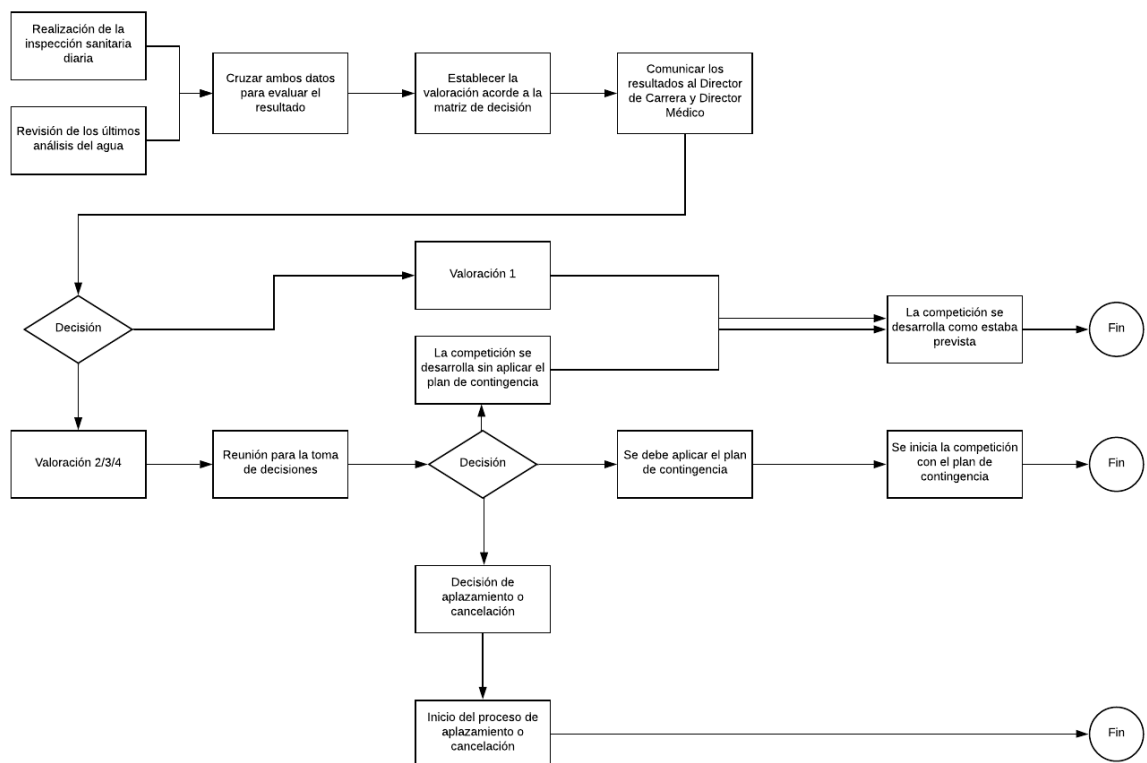 Realización de la
inspección sanitaria
diaria
Revisión de los últimos
análisis del agua
Cruzar ambos datos
para evaluar el
resultado
Establecer la
valoración acorde a la
matriz de decisión
Comunicar los
resultados al Director
de Carrera y Director
Médico
Decisión
Valoración 1
La competición se
desarrolla sin aplicar el
plan de contingencia
La competición se
desarrolla como estaba
prevista
Fin
Valoración 2/3/4
Reunión para la toma
de decisiones
Decisión
Se debe aplicar el plan
de contingencia
Se inicia la competición
con el plan de
contingencia
Fin
Decisión de
aplazamiento o
cancelación
Inicio del proceso de
aplazamiento o
cancelación
Fin